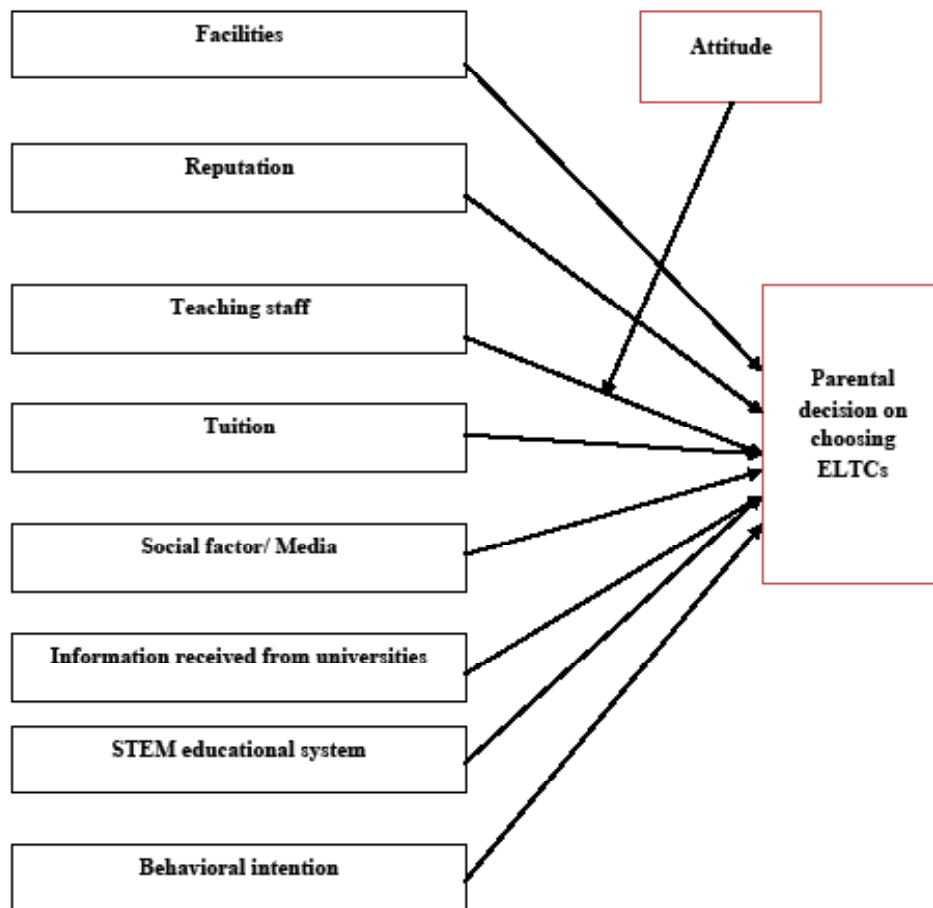 Facilities
Attitude
Reputation
Teaching staff
Parental
decision on
choosing
ELTCs
Tuition
Social factor/ Media
Information received from universities
STEM educational system
Behavioral intention